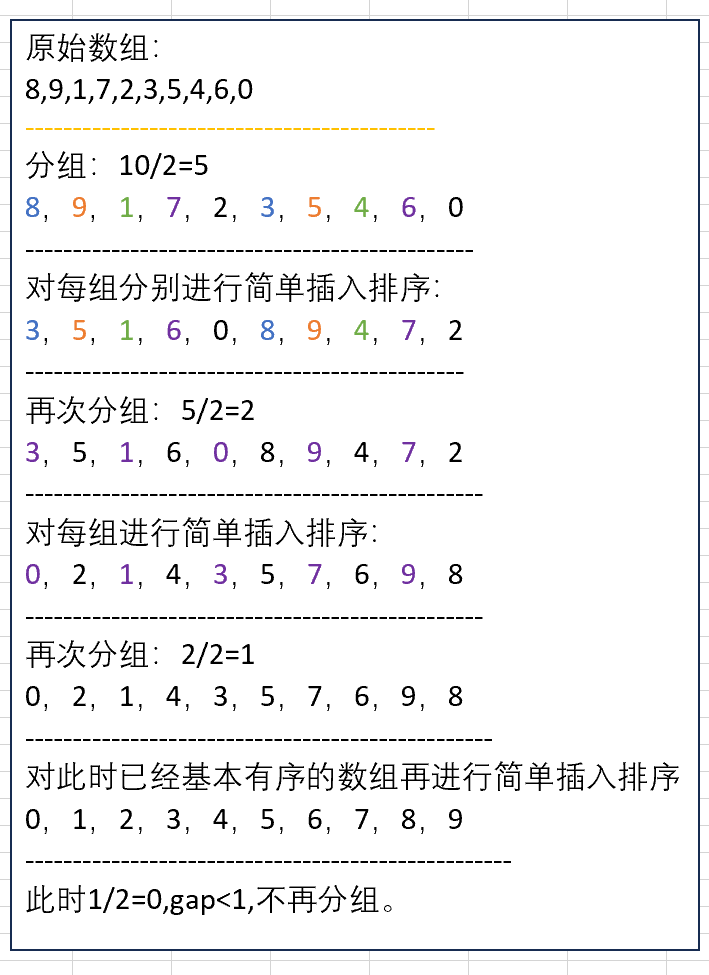 原始数组：
8,9,1,7,2,3,5,4,6,0
-------------------------------------------
分组：10/2=5
8，9，1，7，2，3，5，4，6，0
-----------------------------------------------
对每组分别进行简单插入排序：
3，5，1，6，0，8，9，4，7，2
----------------------------------------------
再次分组：5/2=2
3，5，1，6，0，8，9，4，7，2
------------------------------------------------
对每组进行简单插入排序：
0，2，1，4，3，5，7，6，9，8
------------------------------------------------
再次分组：2/2=1
0，2，1，4，3，5，7，6，9，8
-------------------------------------------------
对此时已经基本有序的数组再进行简单插入排序
0，1，2，3，4，5，6，7，8，9
---------------------------------------------------
此时1/2=0,gap<1,不再分组。